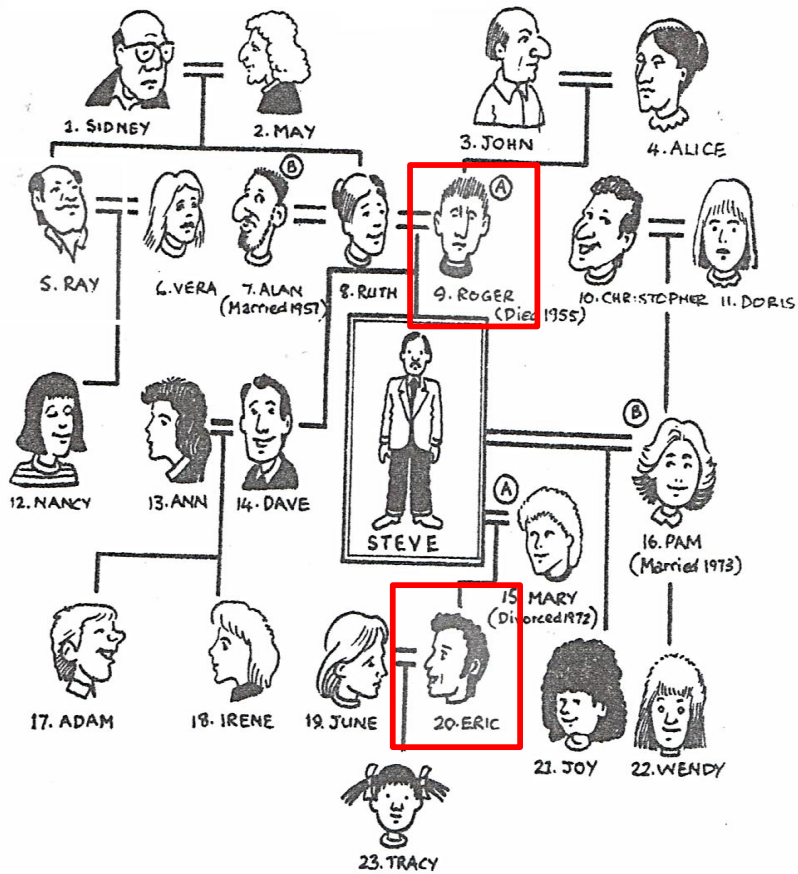 1. SIDNEY
2. MAY
3. JOHN
4. ALICE
B
A
5. RAY
6. VERA
7. ALAN
(Married 1957)
8. RUTH
9. ROGER
(Died 1955)
10. CHRISTOPHER
11. DORIS
B
12. NANCY
13. ANN
14. DAVE
STEVE
A
15. MARY
(Divorced 1972)
16. PAM
(Married 1973)
17. ADAM
18. IRENE
19. JUNE
20. ERIC
21. JOY
22. WENDY
23. TRACY